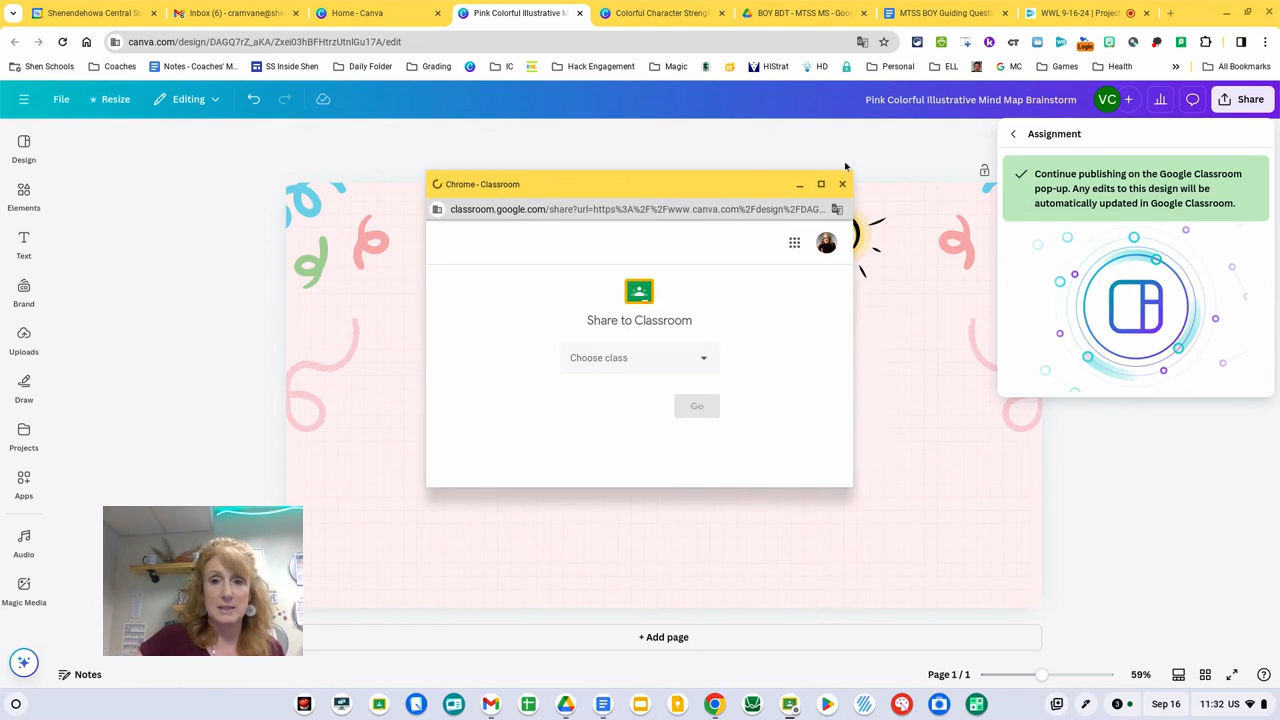 Shenendehowa Central S
Inbox (6) - cramvane@she
Home - Canva
Pink Colorful Illustrative M
Colorful Character Streng
BOY BDT - MTSS MS - Goo
MTSS BOY Guiding Quest
WWL 9-16-24 | Project
canva.com/design/DAGQ7rZ_aKA/Zxei03hBFHtrzUtnlGu17A/edit
Shen Schools
Coaches
Notes - Coaches' M...
SS Inside Shen
Daily Folder
Grading
IC
Hack Engagement
Magic
HIStrat
HD
Personal
ELL
MC
Games
Health
All Bookmarks
File
Resize
Editing
Pink Colorful Illustrative Mind Map Brainstorm
VC
Share
Design
Elements
Text
Brand
Uploads
Draw
Projects
Apps
Audio
Magic Media
Chrome - Classroom
classroom.google.com/share?url=https%3A%2F%2Fwww.canva.com%2Fdesign%2FDAG...
Share to Classroom
Choose class
Go
Assignment
Continue publishing on the Google Classroom
pop-up. Any edits to this design will be
automatically updated in Google Classroom.
+ Add page
Notes
Page 1 / 1
59%
3
Sep 16
11:32 US